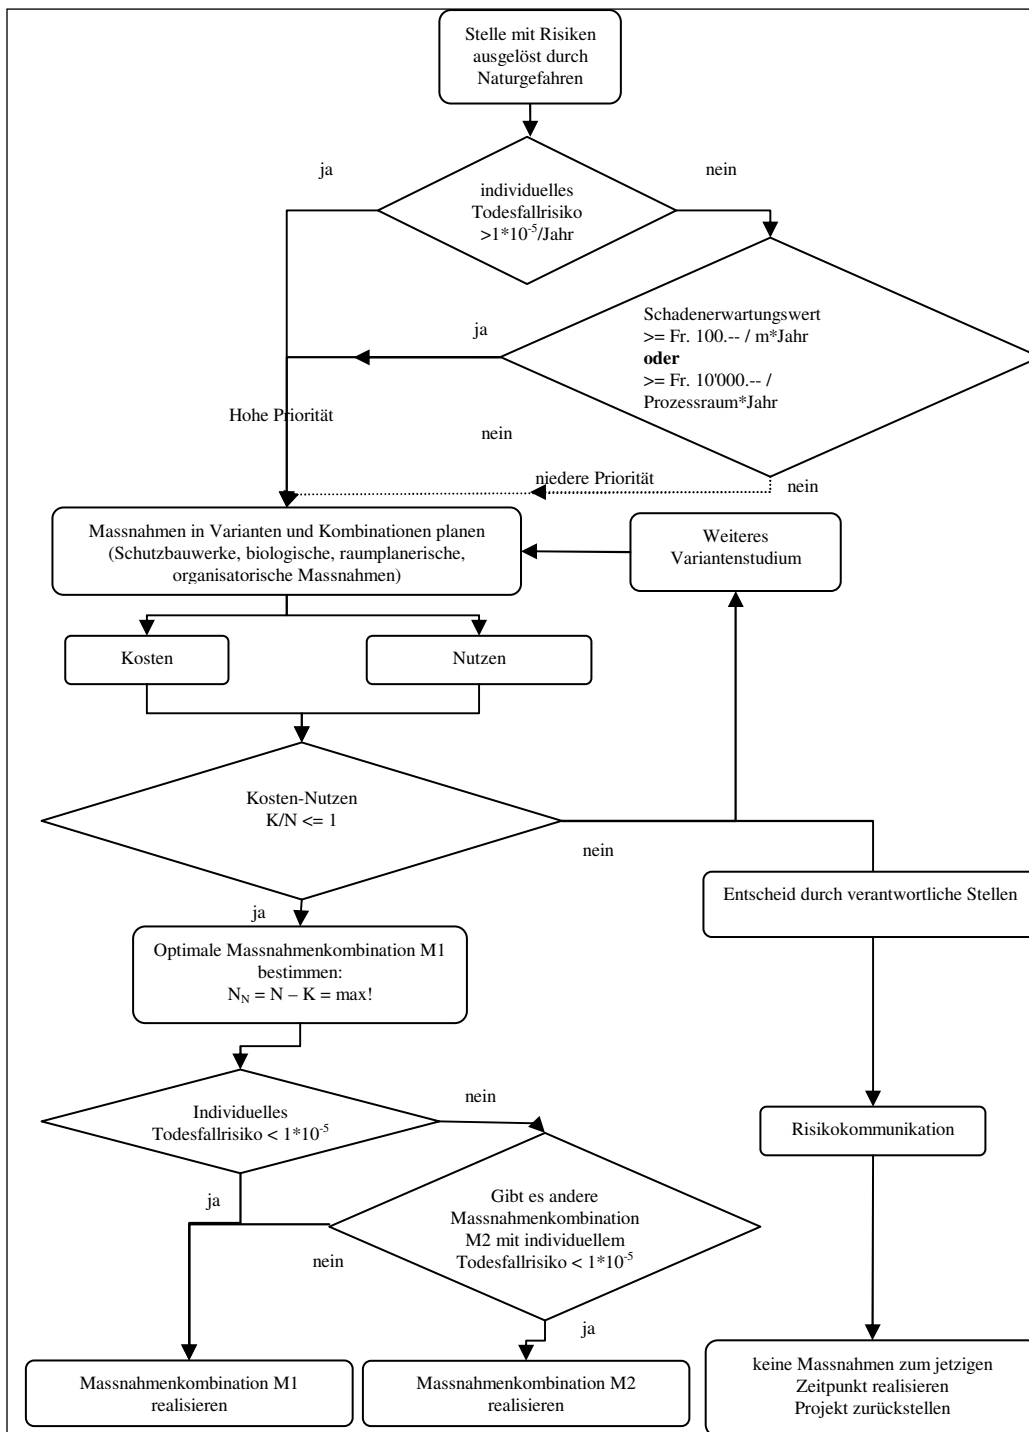 Stelle mit Risiken
ausgelöst durch
Naturgefahren
ja
nein
individuelles
Todesfallrisiko
>1*10⁻⁵/Jahr
Schadenerwartungswert
>= Fr. 100.-- / m*Jahr
oder
>= Fr. 10'000.-- /
Prozessraum*Jahr
ja
Hohe Priorität
nein
niedere Priorität
nein
Massnahmen in Varianten und Kombinationen planen
(Schutzbauwerke, biologische, raumplanerische,
organisatorische Massnahmen)
Weiteres
Variantenstudium
Kosten
Nutzen
Kosten-Nutzen
K/N <= 1
nein
ja
Entscheid durch verantwortliche Stellen
Optimale Massnahmenkombination M1
bestimmen:
N_N = N – K = max!
Individuelles
Todesfallrisiko < 1*10⁻⁵
nein
ja
Risikokommunikation
Gibt es andere
Massnahmenkombination
M2 mit individuellem
Todesfallrisiko < 1*10⁻⁵
nein
ja
Massnahmenkombination M1
realisieren
Massnahmenkombination M2
realisieren
keine Massnahmen zum jetzigen
Zeitpunkt realisieren
Projekt zurückstellen